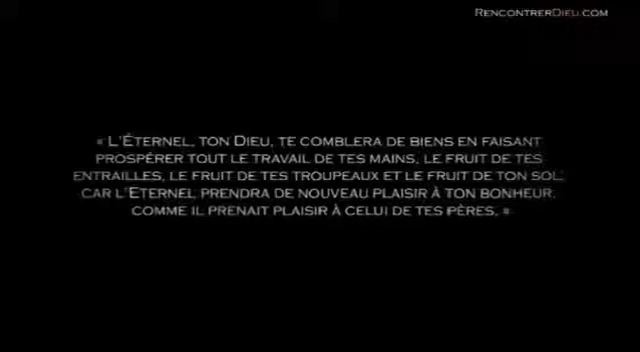 RencontrerDieu.com
« L'Éternel, ton Dieu, te comblera de biens en faisant
prospérer tout le travail de tes mains, le fruit de tes
entrailles, le fruit de tes troupeaux et le fruit de ton sol;
car l'Eternel prendra de nouveau plaisir à ton bonheur,
comme il prenait plaisir à celui de tes pères, »